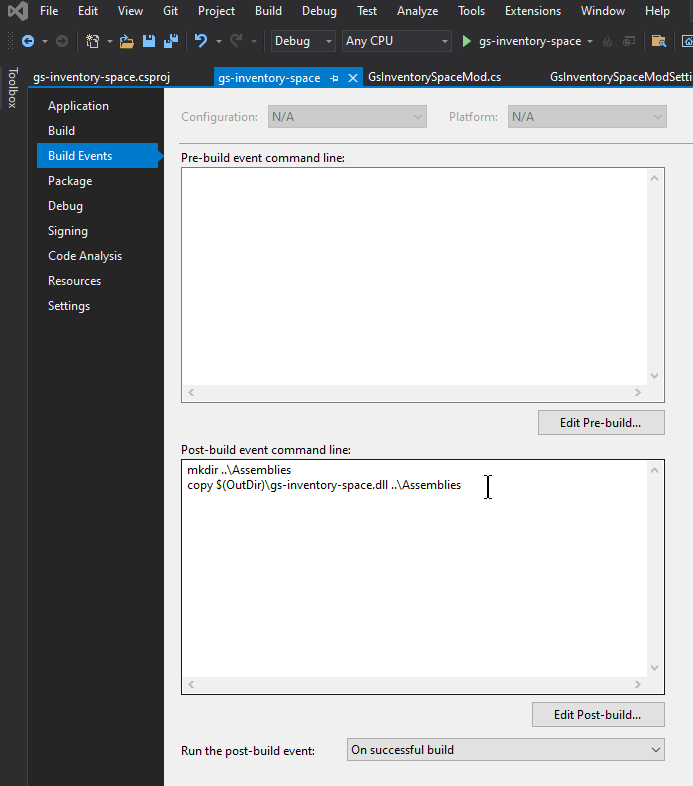 File Edit View Git Project Build Debug Test Analyze Tools Extensions Window Help
Debug Any CPU gs-inventory-space
Toolbox
gs-inventory-space.csproj gs-inventory-space GsInventorySpaceMod.cs GsInventorySpaceModSetti
Application
Build
Build Events
Package
Debug
Signing
Code Analysis
Resources
Settings
Configuration: N/A Platform: N/A
Pre-build event command line:
Edit Pre-build...
Post-build event command line:
mkdir ..\Assemblies
copy $(OutDir)\gs-inventory-space.dll ..\Assemblies
Edit Post-build...
Run the post-build event: On successful build